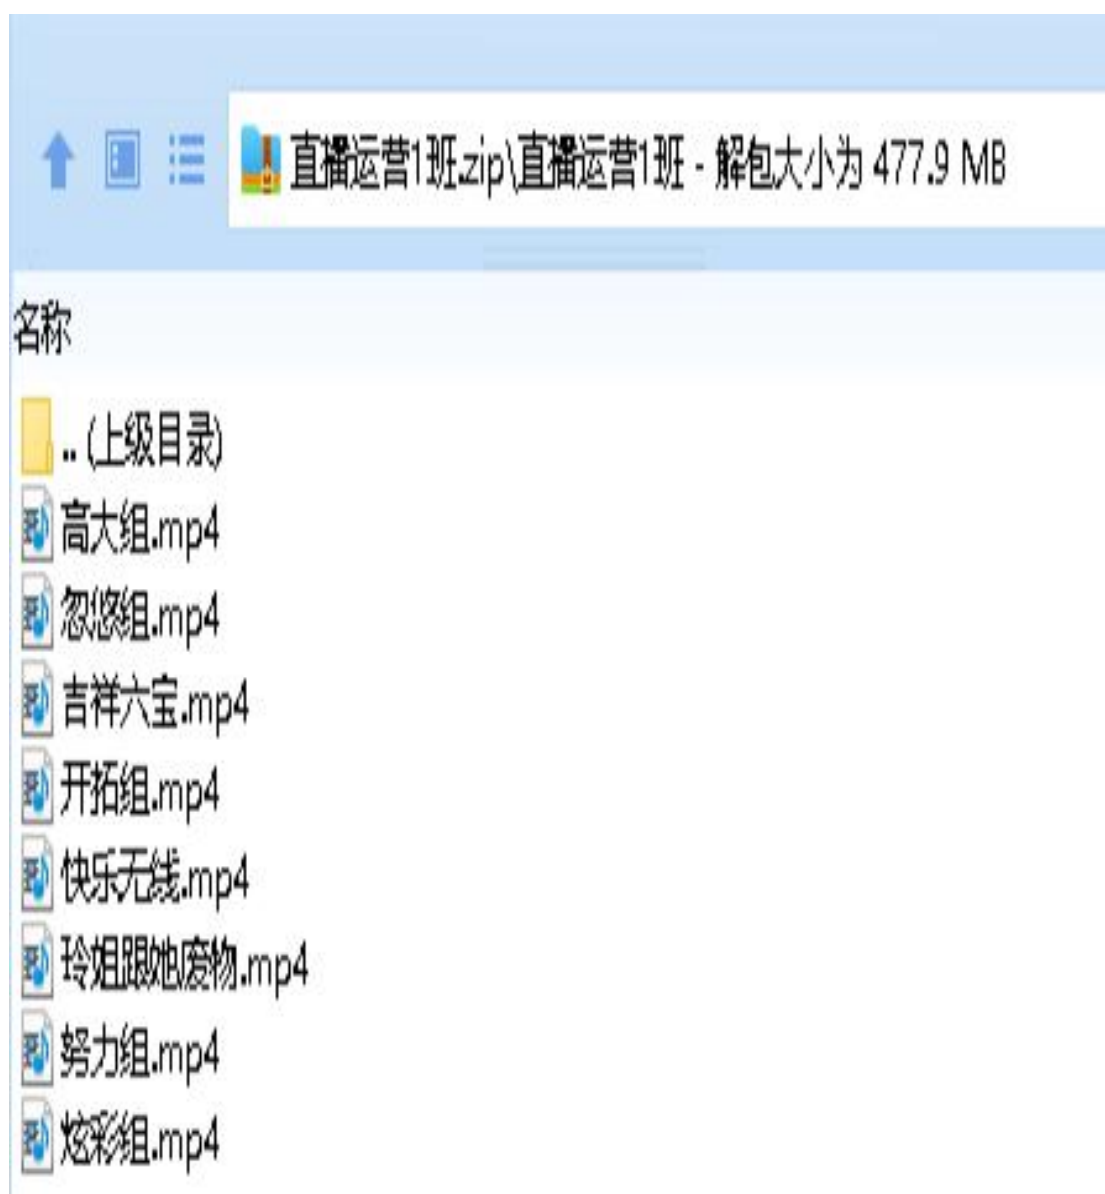 直播运营1班.zip\直播运营1班 - 解包大小为 477.9 MB
名称
.. (上级目录)
高大组.mp4
忽悠组.mp4
吉祥六宝.mp4
开拓组.mp4
快乐无线.mp4
玲姐跟她废物.mp4
努力组.mp4
炫彩组.mp4